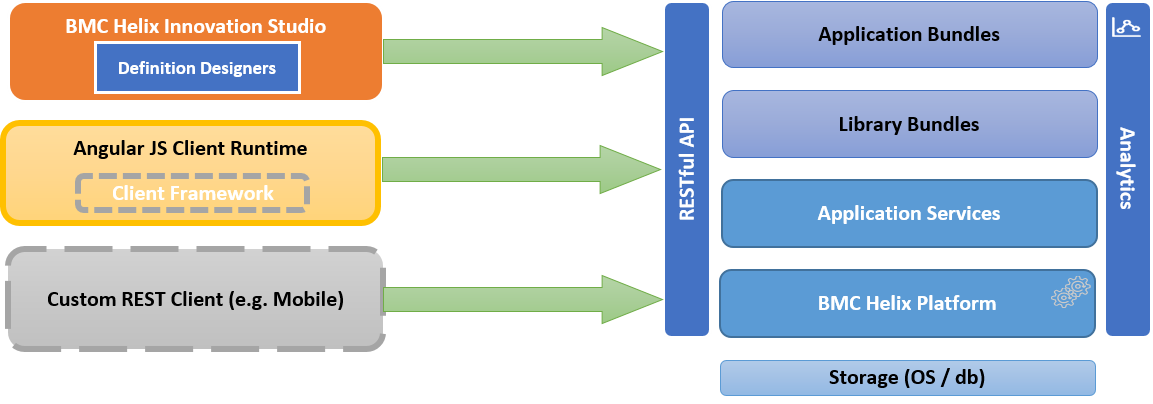 BMC Helix Innovation Studio
Definition Designers
Angular JS Client Runtime
Client Framework
Custom REST Client (e.g. Mobile)
RESTful API
Application Bundles
Library Bundles
Application Services
BMC Helix Platform
Storage (OS / db)
Analytics